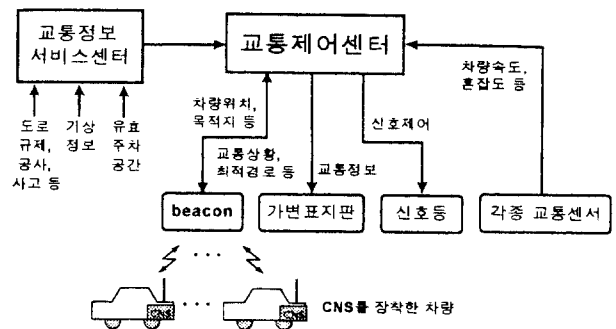 교통정보
서비스센터
교통제어센터
차량속도,
혼잡도 등
도로
규제,
공사,
사고 등
기상
정보
유효
주차
공간
차량위치,
목적지 등
교통상황,
최적경로 등
교통정보
신호제어
beacon
가변표지판
신호등
각종 교통센서
...
CNS
...
CNS
CNS를 장착한 차량